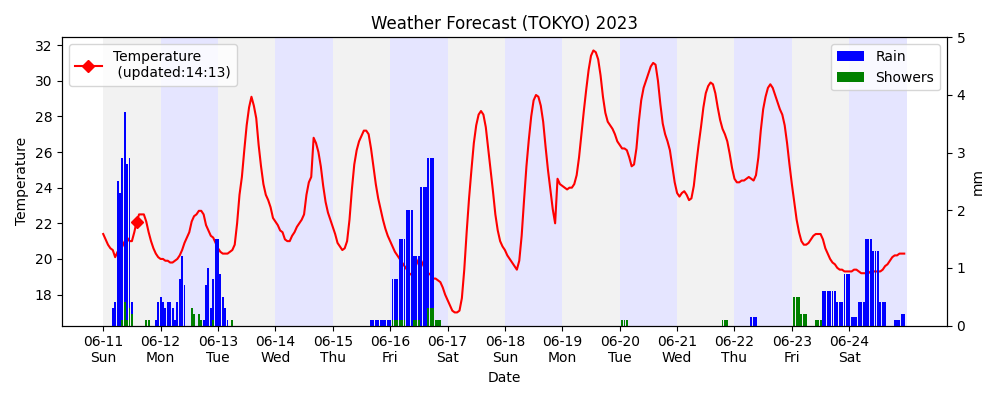 Weather Forecast (TOKYO) 2023
Temperature
(updated:14:13)
Rain
Showers
Temperature
32
30
28
26
24
22
20
18
5
4
3
2
1
0
mm
06-11 06-12 06-13 06-14 06-15 06-16 06-17 06-18 06-19 06-20 06-21 06-22 06-23 06-24
Sun Mon Tue Wed Thu Fri Sat Sun Mon Tue Wed Thu Fri Sat
Date